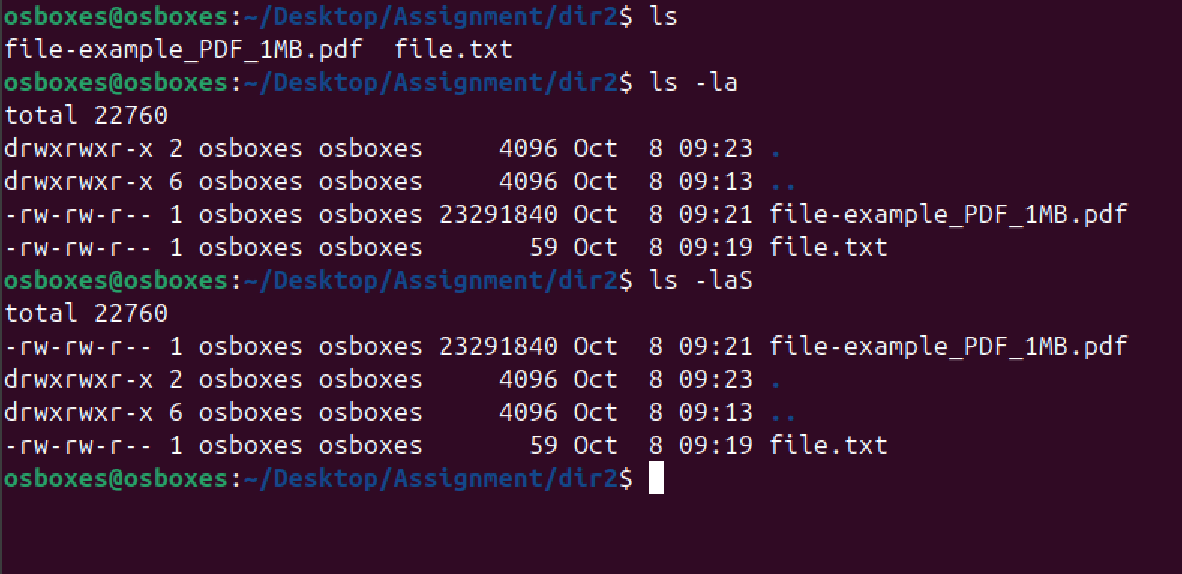 osboxes@osboxes:~/Desktop/Assignment/dir2$ ls
file-example_PDF_1MB.pdf  file.txt
osboxes@osboxes:~/Desktop/Assignment/dir2$ ls -la
total 22760
drwxrwxr-x 2 osboxes osboxes     4096 Oct  8 09:23 .
drwxrwxr-x 6 osboxes osboxes     4096 Oct  8 09:13 ..
-rw-rw-r-- 1 osboxes osboxes 23291840 Oct  8 09:21 file-example_PDF_1MB.pdf
-rw-rw-r-- 1 osboxes osboxes       59 Oct  8 09:19 file.txt
osboxes@osboxes:~/Desktop/Assignment/dir2$ ls -laS
total 22760
-rw-rw-r-- 1 osboxes osboxes 23291840 Oct  8 09:21 file-example_PDF_1MB.pdf
drwxrwxr-x 2 osboxes osboxes     4096 Oct  8 09:23 .
drwxrwxr-x 6 osboxes osboxes     4096 Oct  8 09:13 ..
-rw-rw-r-- 1 osboxes osboxes       59 Oct  8 09:19 file.txt
osboxes@osboxes:~/Desktop/Assignment/dir2$